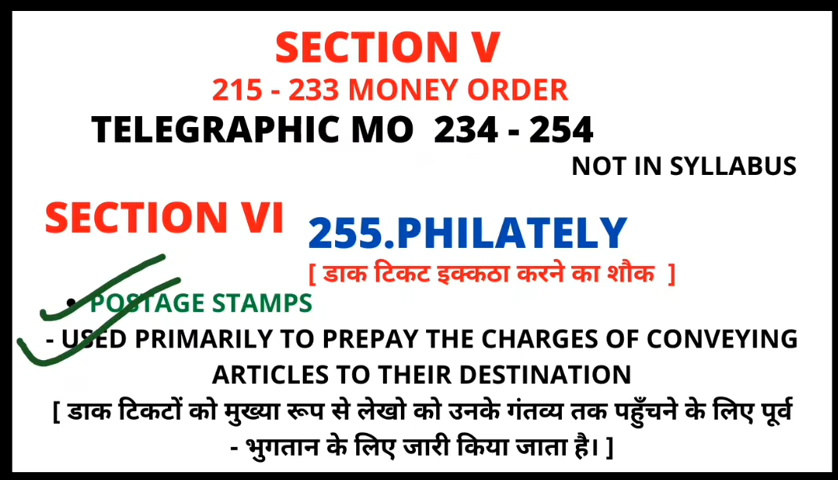 SECTION V
215 - 233 MONEY ORDER
TELEGRAPHIC MO 234 - 254
NOT IN SYLLABUS
SECTION VI
255.PHILATELY
[ डाक टिकट इक्कठा करने का शौक ]
• POSTAGE STAMPS
- USED PRIMARILY TO PREPAY THE CHARGES OF CONVEYING
ARTICLES TO THEIR DESTINATION
[ डाक टिकटों को मुख्या रूप से लेखो को उनके गंतव्य तक पहुँचने के लिए पूर्व
- भुगतान के लिए जारी किया जाता है। ]